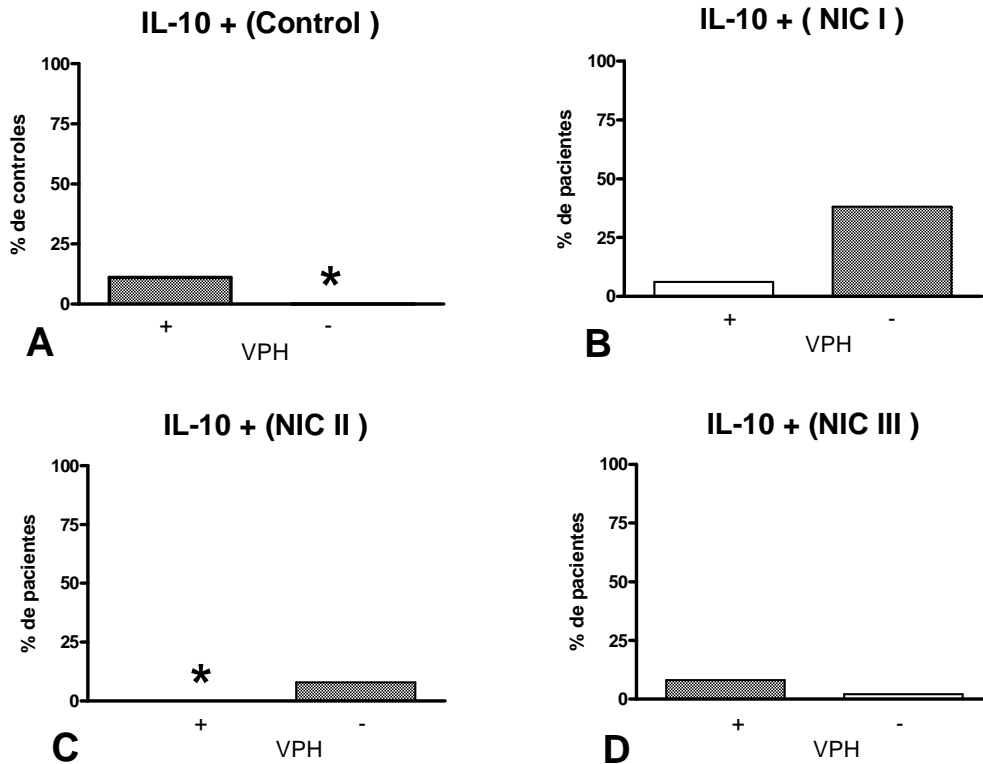 IL-10 + (Control )
% de controles
100
75
50
25
0
*
+ -
VPH
A
IL-10 + ( NIC I )
% de pacientes
100
75
50
25
0
+ -
VPH
B
IL-10 + (NIC II )
% de pacientes
100
75
50
25
0
*
+ -
VPH
C
IL-10 + (NIC III )
% de pacientes
100
75
50
25
0
+ -
VPH
D